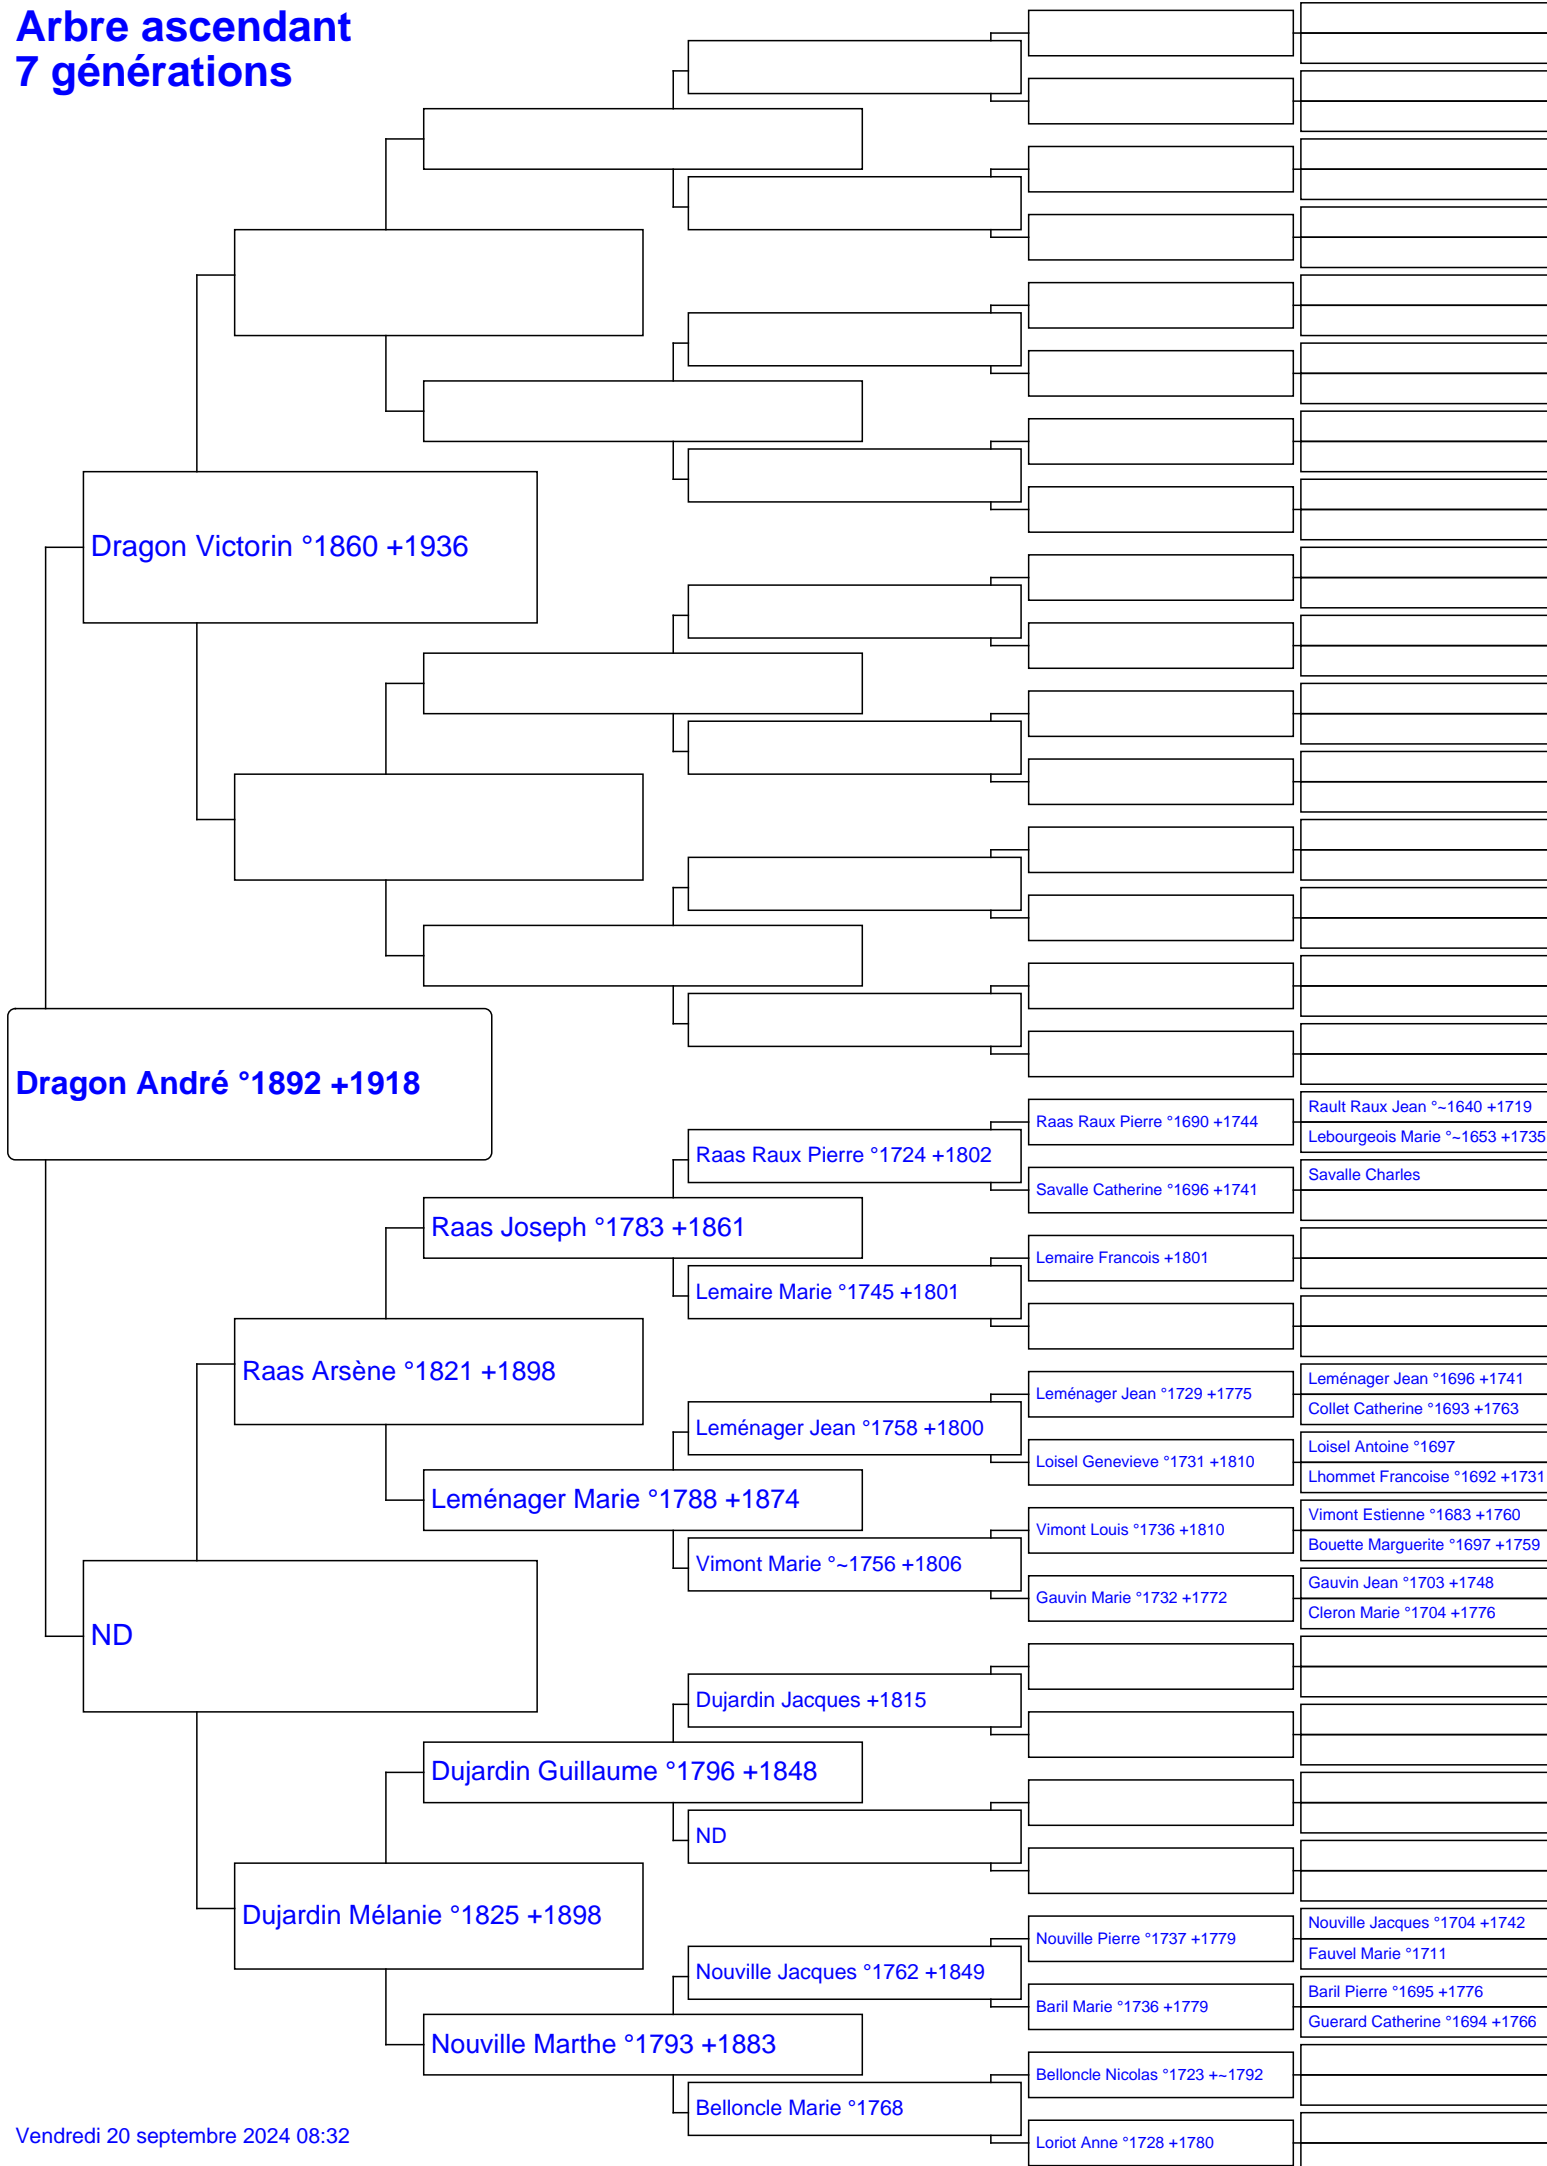 Arbre ascendant
7 générations
Dragon Victorin °1860 +1936
Dragon André °1892 +1918
Raas Raux Pierre °1690 +1744
Rault Raux Jean °~1640 +1719
Lebourgeois Marie °~1653 +1735
Raas Raux Pierre °1724 +1802
Savalle Catherine °1696 +1741
Savalle Charles
Raas Joseph °1783 +1861
Lemaire Francois +1801
Lemaire Marie °1745 +1801
Raas Arsène °1821 +1898
Leménager Jean °1729 +1775
Leménager Jean °1696 +1741
Collet Catherine °1693 +1763
Leménager Jean °1758 +1800
Loisel Genevieve °1731 +1810
Loisel Antoine °1697
Lhommet Francoise °1692 +1731
Leménager Marie °1788 +1874
Vimont Louis °1736 +1810
Vimont Estienne °1683 +1760
Bouette Marguerite °1697 +1759
Vimont Marie °~1756 +1806
Gauvin Marie °1732 +1772
Gauvin Jean °1703 +1748
Cleron Marie °1704 +1776
ND
Dujardin Jacques +1815
Dujardin Guillaume °1796 +1848
ND
Dujardin Mélanie °1825 +1898
Nouville Pierre °1737 +1779
Nouville Jacques °1704 +1742
Fauvel Marie °1711
Nouville Jacques °1762 +1849
Baril Marie °1736 +1779
Baril Pierre °1695 +1776
Guerard Catherine °1694 +1766
Nouville Marthe °1793 +1883
Belloncle Nicolas °1723 +~1792
Belloncle Marie °1768
Loriot Anne °1728 +1780
Vendredi 20 septembre 2024 08:32